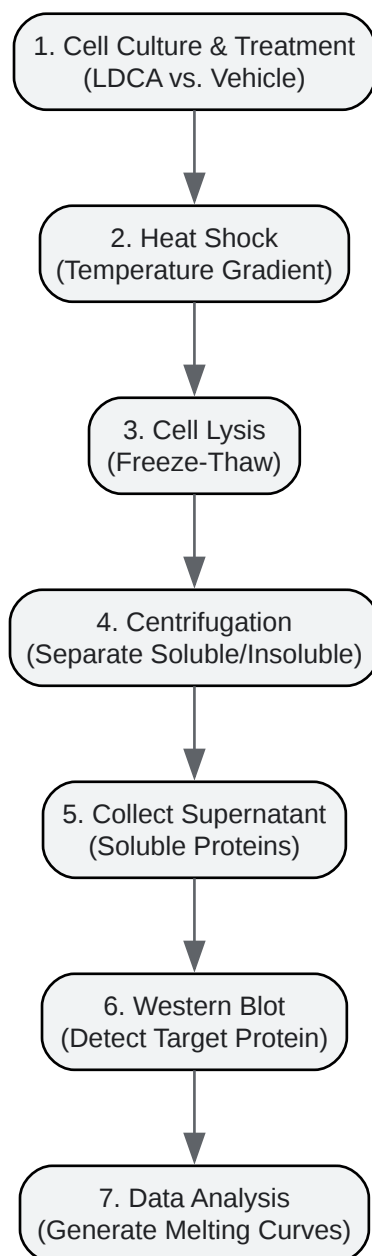 1. Cell Culture & Treatment
(LDCA vs. Vehicle)
2. Heat Shock
(Temperature Gradient)
3. Cell Lysis
(Freeze-Thaw)
4. Centrifugation
(Separate Soluble/Insoluble)
5. Collect Supernatant
(Soluble Proteins)
6. Western Blot
(Detect Target Protein)
7. Data Analysis
(Generate Melting Curves)